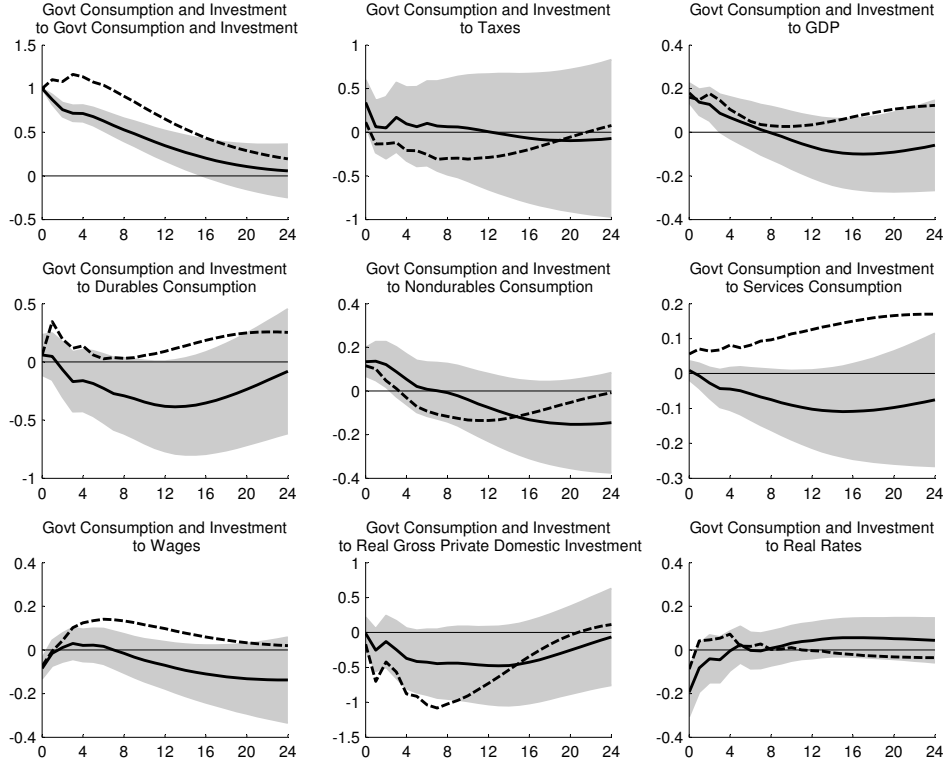 Govt Consumption and Investment
to Govt Consumption and Investment
1.5
1
0.5
0
-0.5
0 4 8 12 16 20 24
Govt Consumption and Investment
to Taxes
1
0.5
0
-0.5
-1
0 4 8 12 16 20 24
Govt Consumption and Investment
to GDP
0.4
0.2
0
-0.2
-0.4
0 4 8 12 16 20 24
Govt Consumption and Investment
to Durables Consumption
0.5
0
-0.5
-1
0 4 8 12 16 20 24
Govt Consumption and Investment
to Nondurables Consumption
0.4
0.2
0
-0.2
-0.4
0 4 8 12 16 20 24
Govt Consumption and Investment
to Services Consumption
0.2
0.1
0
-0.1
-0.2
-0.3
0 4 8 12 16 20 24
Govt Consumption and Investment
to Wages
0.4
0.2
0
-0.2
-0.4
0 4 8 12 16 20 24
Govt Consumption and Investment
to Real Gross Private Domestic Investment
1
0.5
0
-0.5
-1
-1.5
0 4 8 12 16 20 24
Govt Consumption and Investment
to Real Rates
0.4
0.2
0
-0.2
-0.4
0 4 8 12 16 20 24